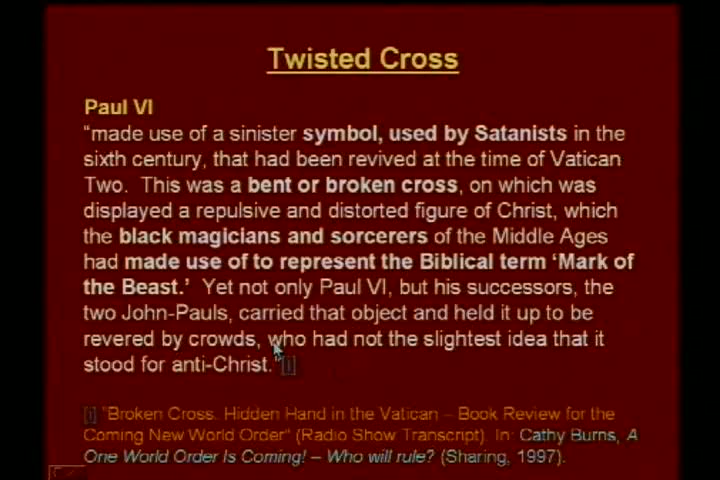 Twisted Cross
Paul VI
“made use of a sinister symbol, used by Satanists in the
sixth century, that had been revived at the time of Vatican
Two. This was a bent or broken cross, on which was
displayed a repulsive and distorted figure of Christ, which
the black magicians and sorcerers of the Middle Ages
had made use of to represent the Biblical term ‘Mark of
the Beast.’ Yet not only Paul VI, but his successors, the
two John-Pauls, carried that object and held it up to be
revered by crowds, who had not the slightest idea that it
stood for anti-Christ.”[i]
[i] “Broken Cross. Hidden Hand in the Vatican – Book Review for the
Coming New World Order” (Radio Show Transcript). In: Cathy Burns, A
One World Order Is Coming! – Who will rule? (Sharing, 1997).